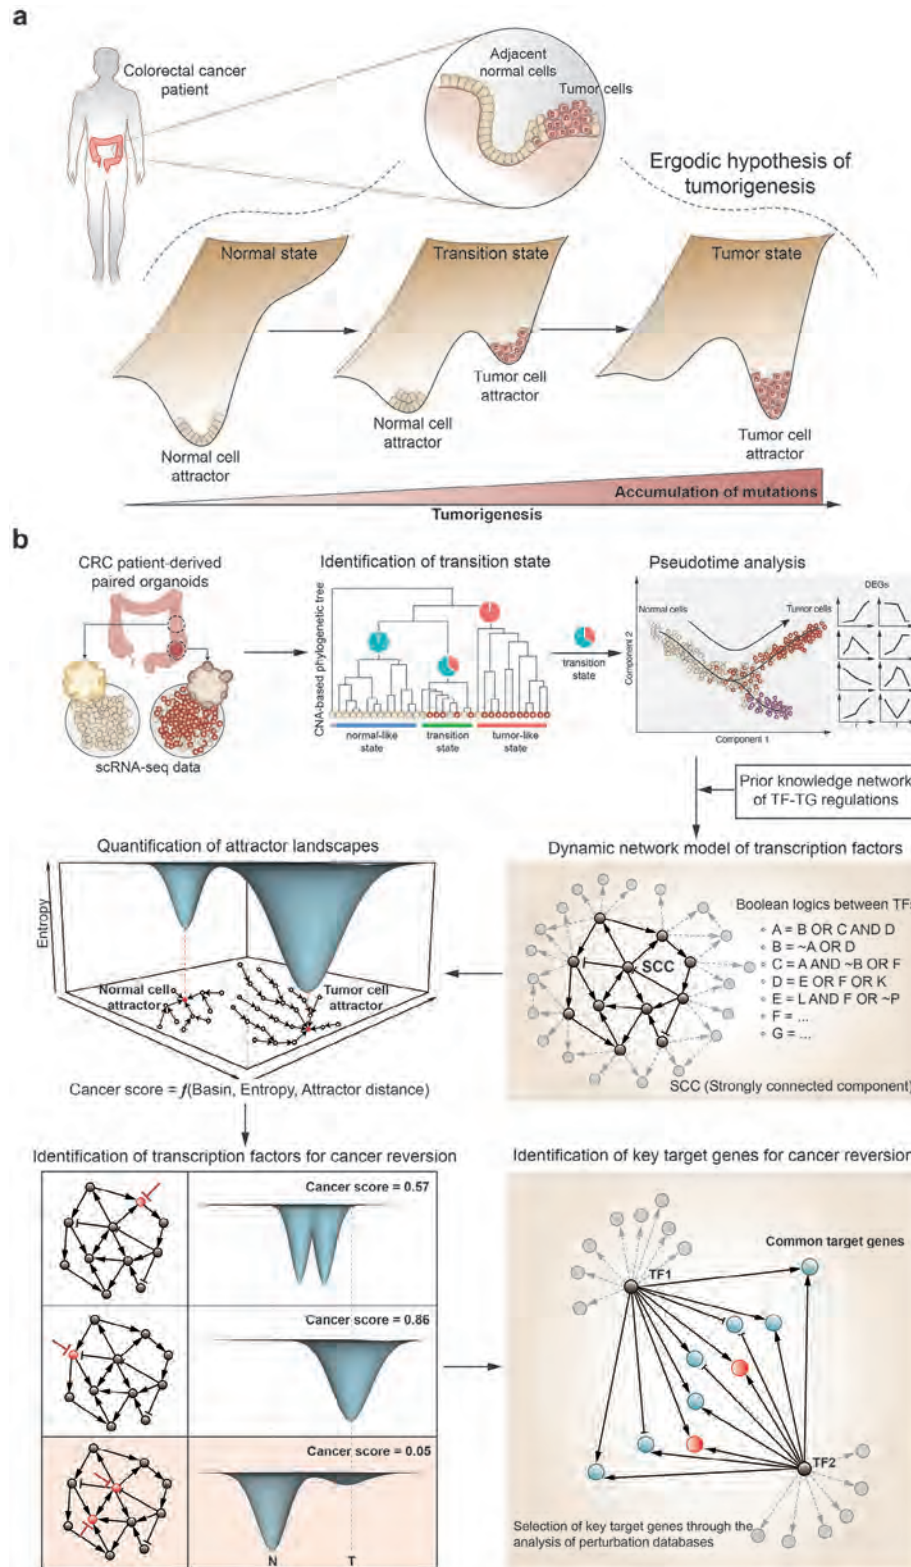 a
Colorectal cancer
patient
Adjacent
normal cells
Tumor cells
Ergodic hypothesis of
tumorigenesis
Normal state
Transition state
Tumor state
Normal cell
attractor
Normal cell
attractor
Tumor cell
attractor
Tumor cell
attractor
Accumulation of mutations
Tumorigenesis
b
CRC patient-derived
paired organoids
scRNA-seq data
Identification of transition state
CNA-based phylogenetic tree
normal-like
state
transition
state
tumor-like
state
transition
state
Pseudotime analysis
Normal cells
Tumor cells
Component 2
Component 1
DEGs
Prior knowledge network
of TF-TG regulations
Quantification of attractor landscapes
Entropy
Normal cell
attractor
Tumor cell
attractor
Cancer score = f(Basin, Entropy, Attractor distance)
Dynamic network model of transcription factors
SCC
Boolean logics between TFs
A = B OR C AND D
B = ~A OR D
C = A AND ~B OR F
D = E OR F OR K
E = L AND F OR ~P
F = ...
G = ...
SCC (Strongly connected component)
Identification of transcription factors for cancer reversion
Cancer score = 0.57
Cancer score = 0.86
Cancer score = 0.05
N
T
Identification of key target genes for cancer reversion
Common target genes
TF1
TF2
Selection of key target genes through the
analysis of perturbation databases